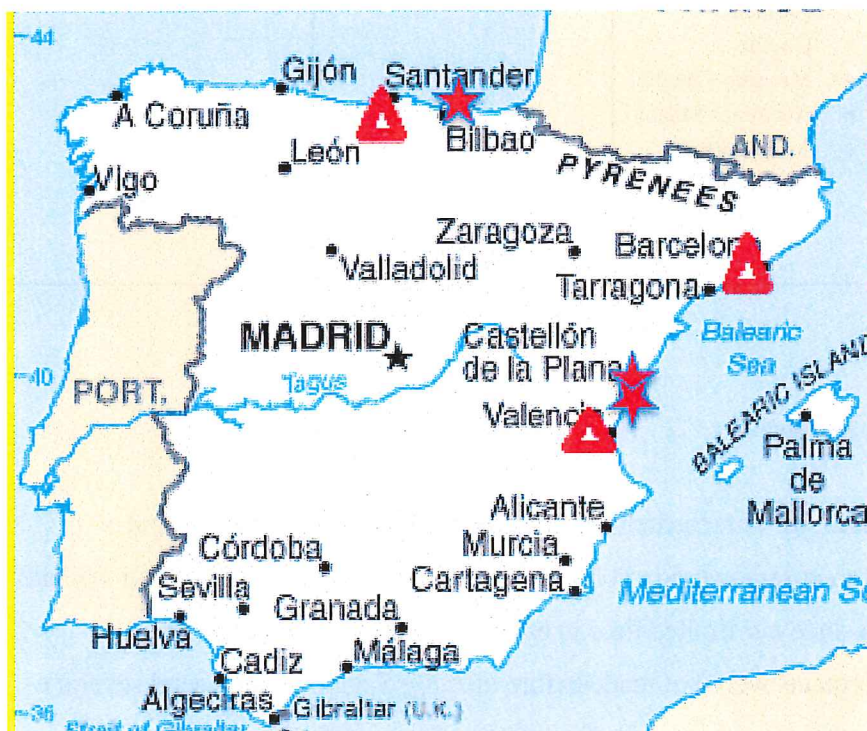 44
Gijón
Santander
A Coruña
Bilbao
León
AND.
PYRENEES
Vigo
Zaragoza
Barcelona
Valladolid
Tarragona
MADRID
Castellón
de la Plana
Balearic
Sea
40
Tagus
PORT.
BALEARIC ISLAND
Valencia
Palma
de
Mallorca
Alicante
Murcia
Córdoba
Cartagena
Sevilla
Mediterranean Se
Granada
Huelva
Málaga
Cadiz
Algeciras
Gibraltar (U.K.)
36
Strait of Gibraltar